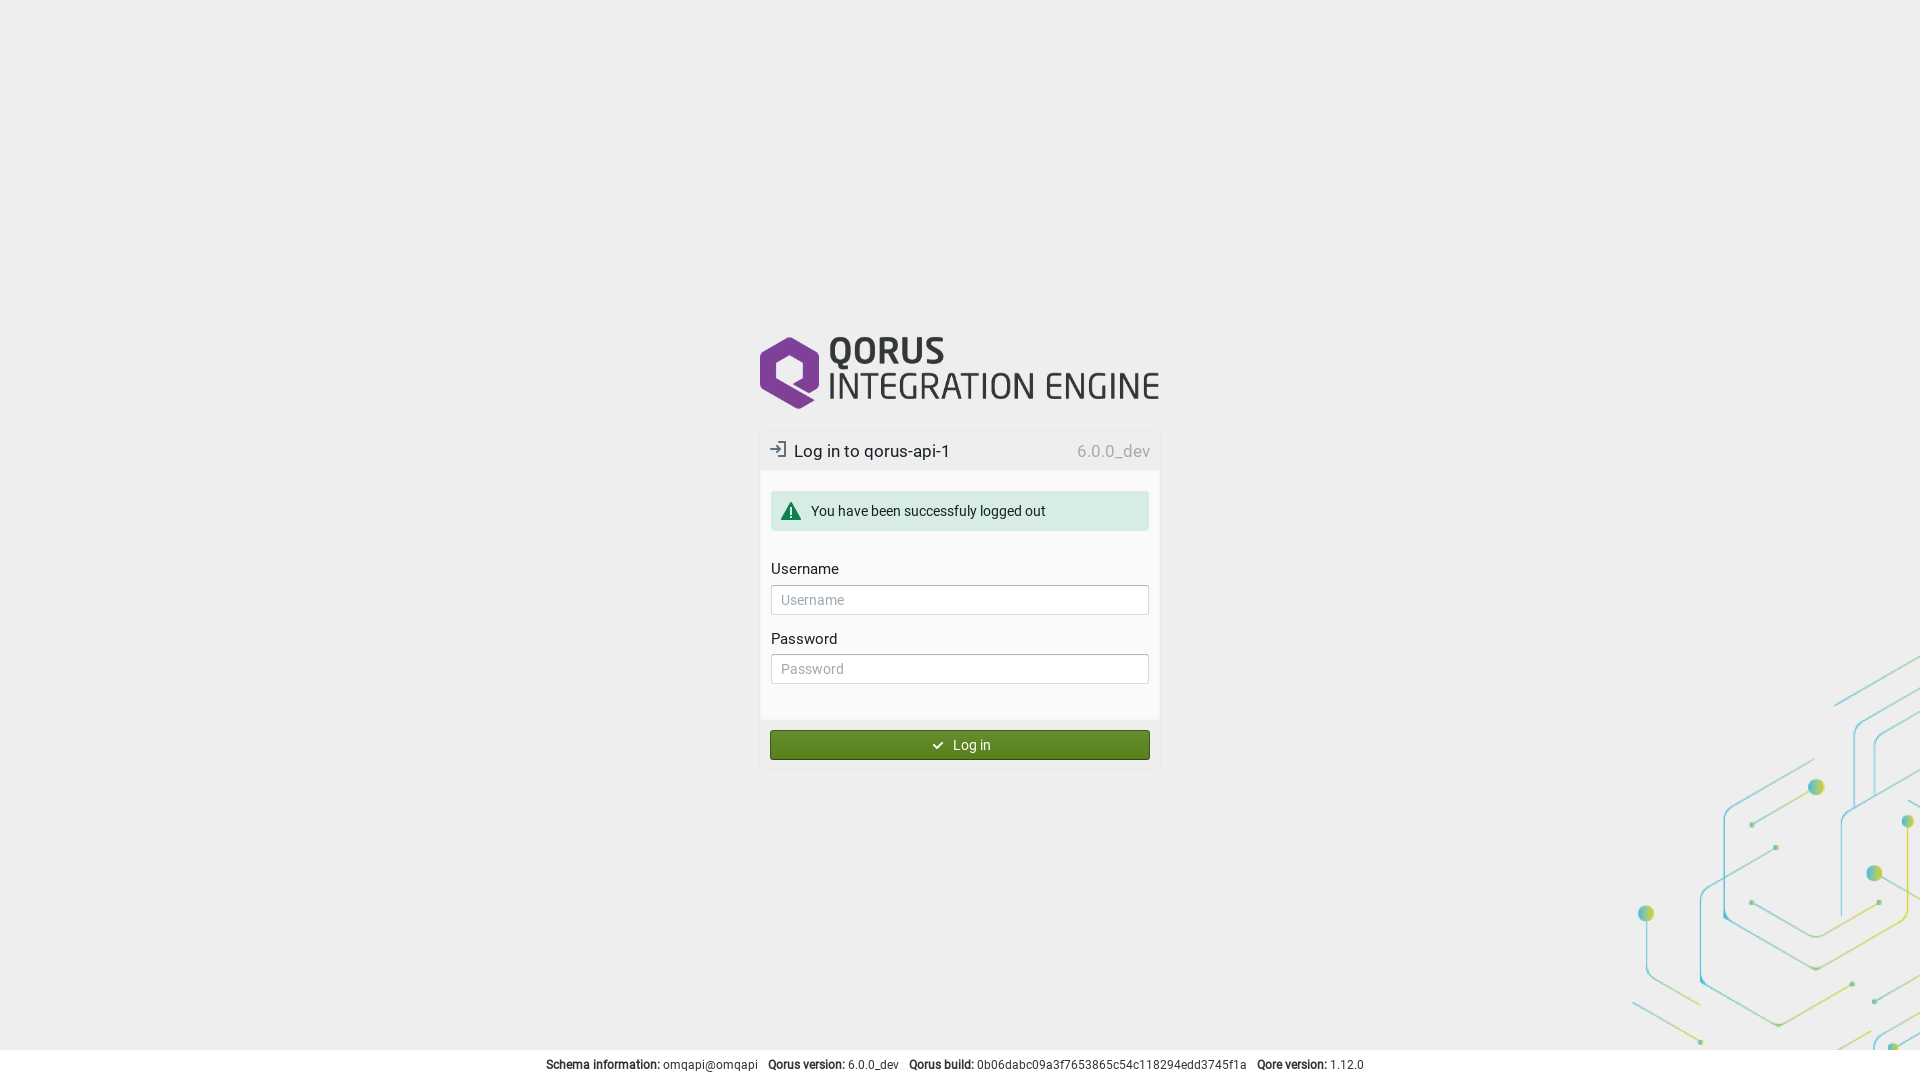 QORUS
INTEGRATION ENGINE
Log in to qorus-api-1 6.0.0_dev
You have been successfuly logged out
Username
Username
Password
Password
Log in
Schema information: omqapi@omqapi Qorus version: 6.0.0_dev Qorus build: 0b06dabc09a3f7653865c54c118294edd3745f1a Qore version: 1.12.0